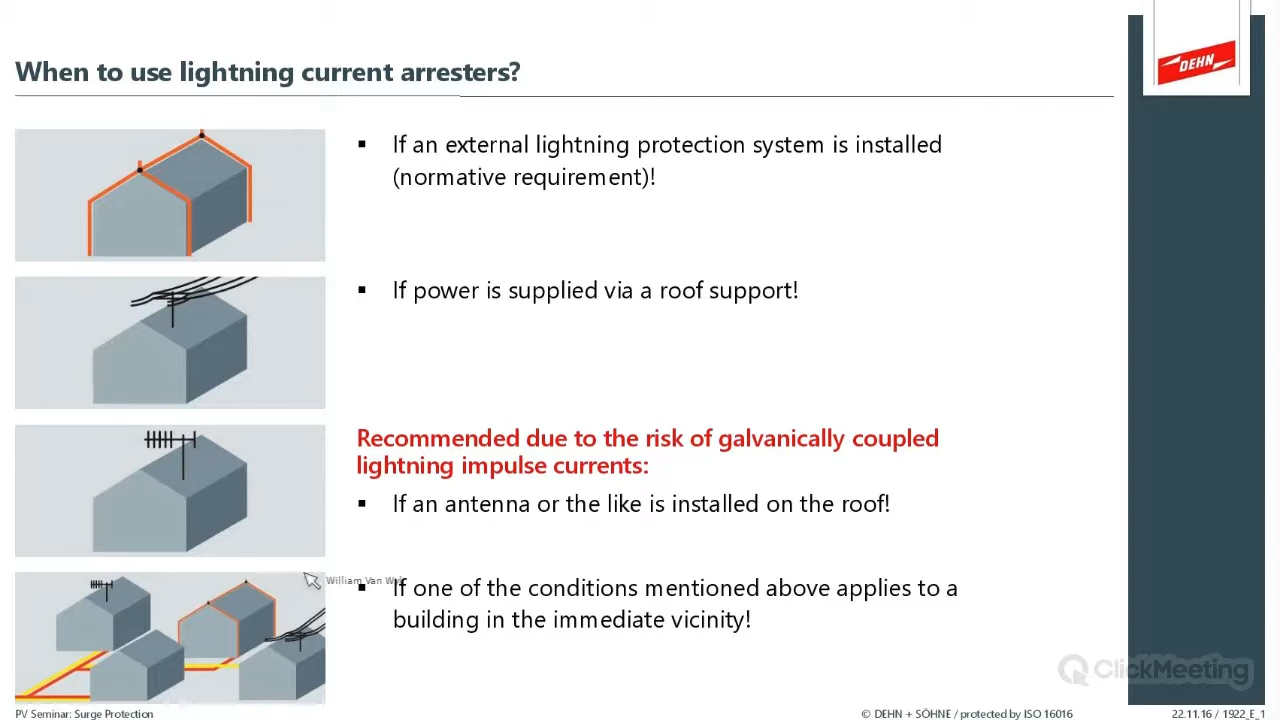 When to use lightning current arresters?
DEHN
▪ If an external lightning protection system is installed
(normative requirement)!
▪ If power is supplied via a roof support!
Recommended due to the risk of galvanically coupled
lightning impulse currents:
▪ If an antenna or the like is installed on the roof!
William Van
▪ If one of the conditions mentioned above applies to a
building in the immediate vicinity!
ClickMeeting
PV Seminar: Surge Protection
© DEHN + SÖHNE / protected by ISO 16016
22.11.16 / 1922_E_1